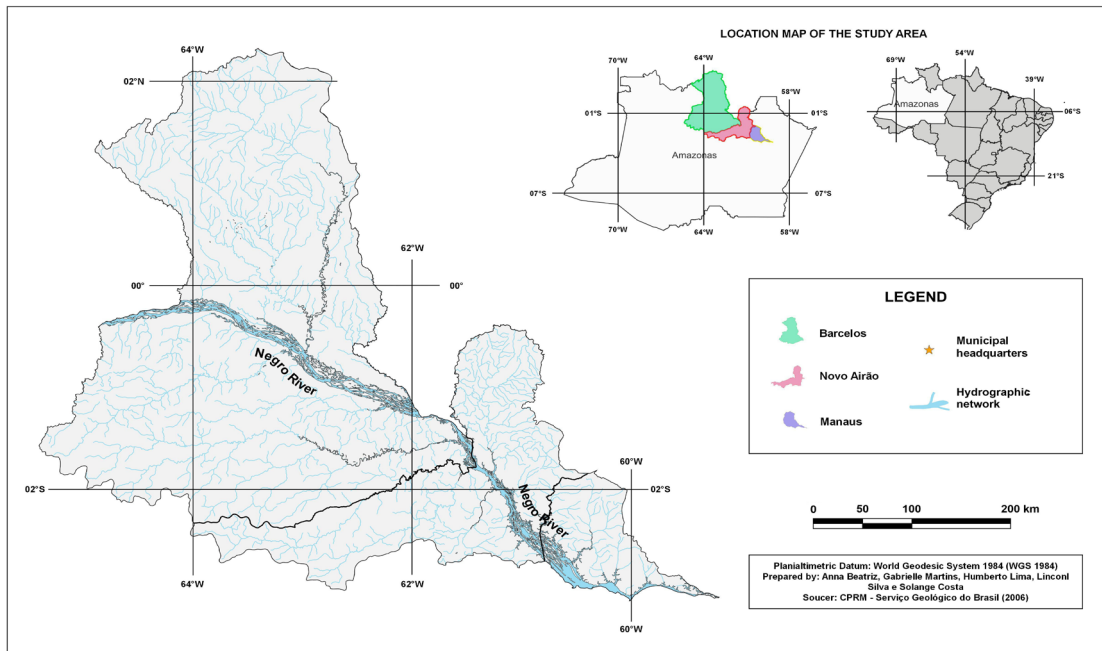 LOCATION MAP OF THE STUDY AREA
64°W
02°N
62°W
00°
00°
Negro River
60°W
02°S
02°S
Negro River
64°W
62°W
60°W
70°W
64°W
58°W
01°S
01°S
Amazonas
07°S
07°S
70°W
64°W
58°W
54°W
69°W
39°W
Amazonas
06°S
21°S
LEGEND
Barcelos
Novo Airão
Manaus
Municipal
headquarters
Hydrographic
network
0 50 100 200 km
Planialtimetric Datum: World Geodesic System 1984 (WGS 1984)
Prepared by: Anna Beatriz, Gabrielle Martins, Humberto Lima, Linconl
Silva e Solange Costa
Soucer: CPRM - Serviço Geológico do Brasil (2006)